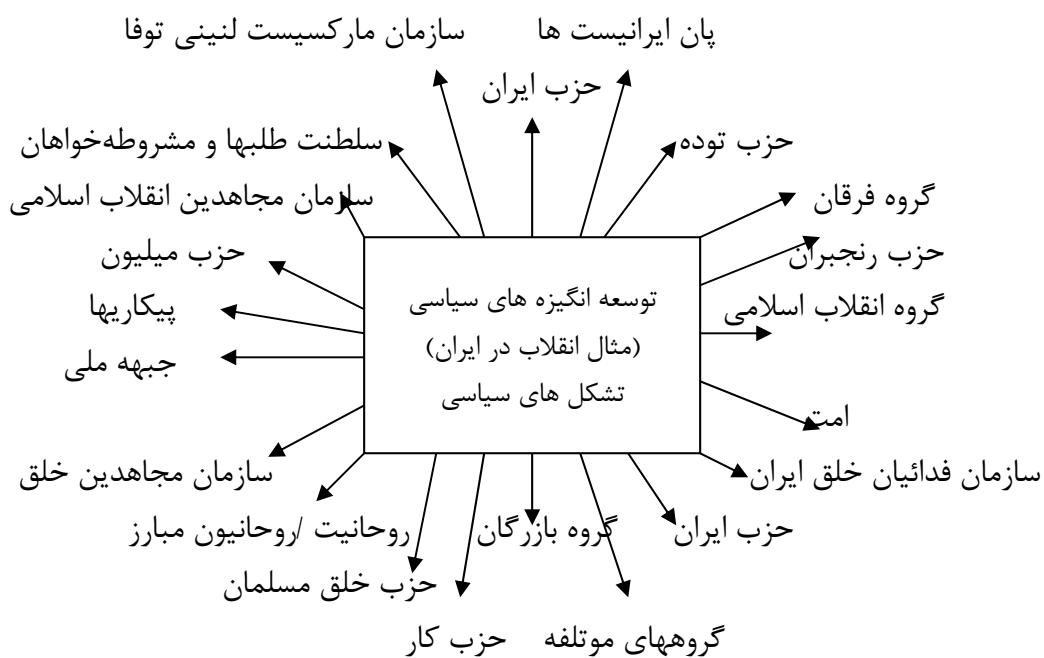 پان ایرانیست ها
سازمان مارکسیست لنینی توفا
حزب ایران
حزب توده
سلطنت طلبها و مشروطه‌خواهان
گروه فرقان
سازمان مجاهدین انقلاب اسلامی
حزب رنجبران
حزب میلیون
گروه انقلاب اسلامی
پیکاریها
جبهه ملی
توسعه انگیزه های سیاسی
(مثال انقلاب در ایران)
تشکل های سیاسی
امت
سازمان فدائیان خلق ایران
سازمان مجاهدین خلق
حزب ایران
گروه بازرگان
روحانیت /روحانیون مبارز
حزب خلق مسلمان
گروههای موتلفه
حزب کار